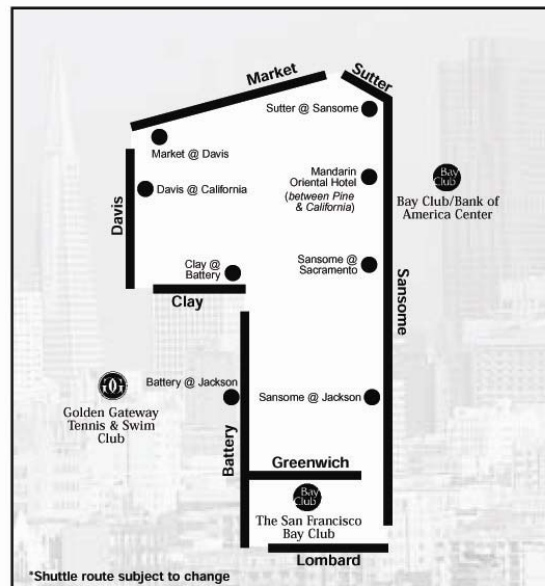 Market
Sutter
Sutter @ Sansome
Market @ Davis
Mandarin
Oriental Hotel
(between Pine
& California)
Bay
Club
Bay Club/Bank of
America Center
Davis @ California
Davis
Clay @
Battery
Sansome @
Sacramento
Sansome
Clay
Battery @ Jackson
Sansome @ Jackson
Golden Gateway
Tennis & Swim
Club
Battery
Greenwich
Bay
Club
The San Francisco
Bay Club
Lombard
*Shuttle route subject to change